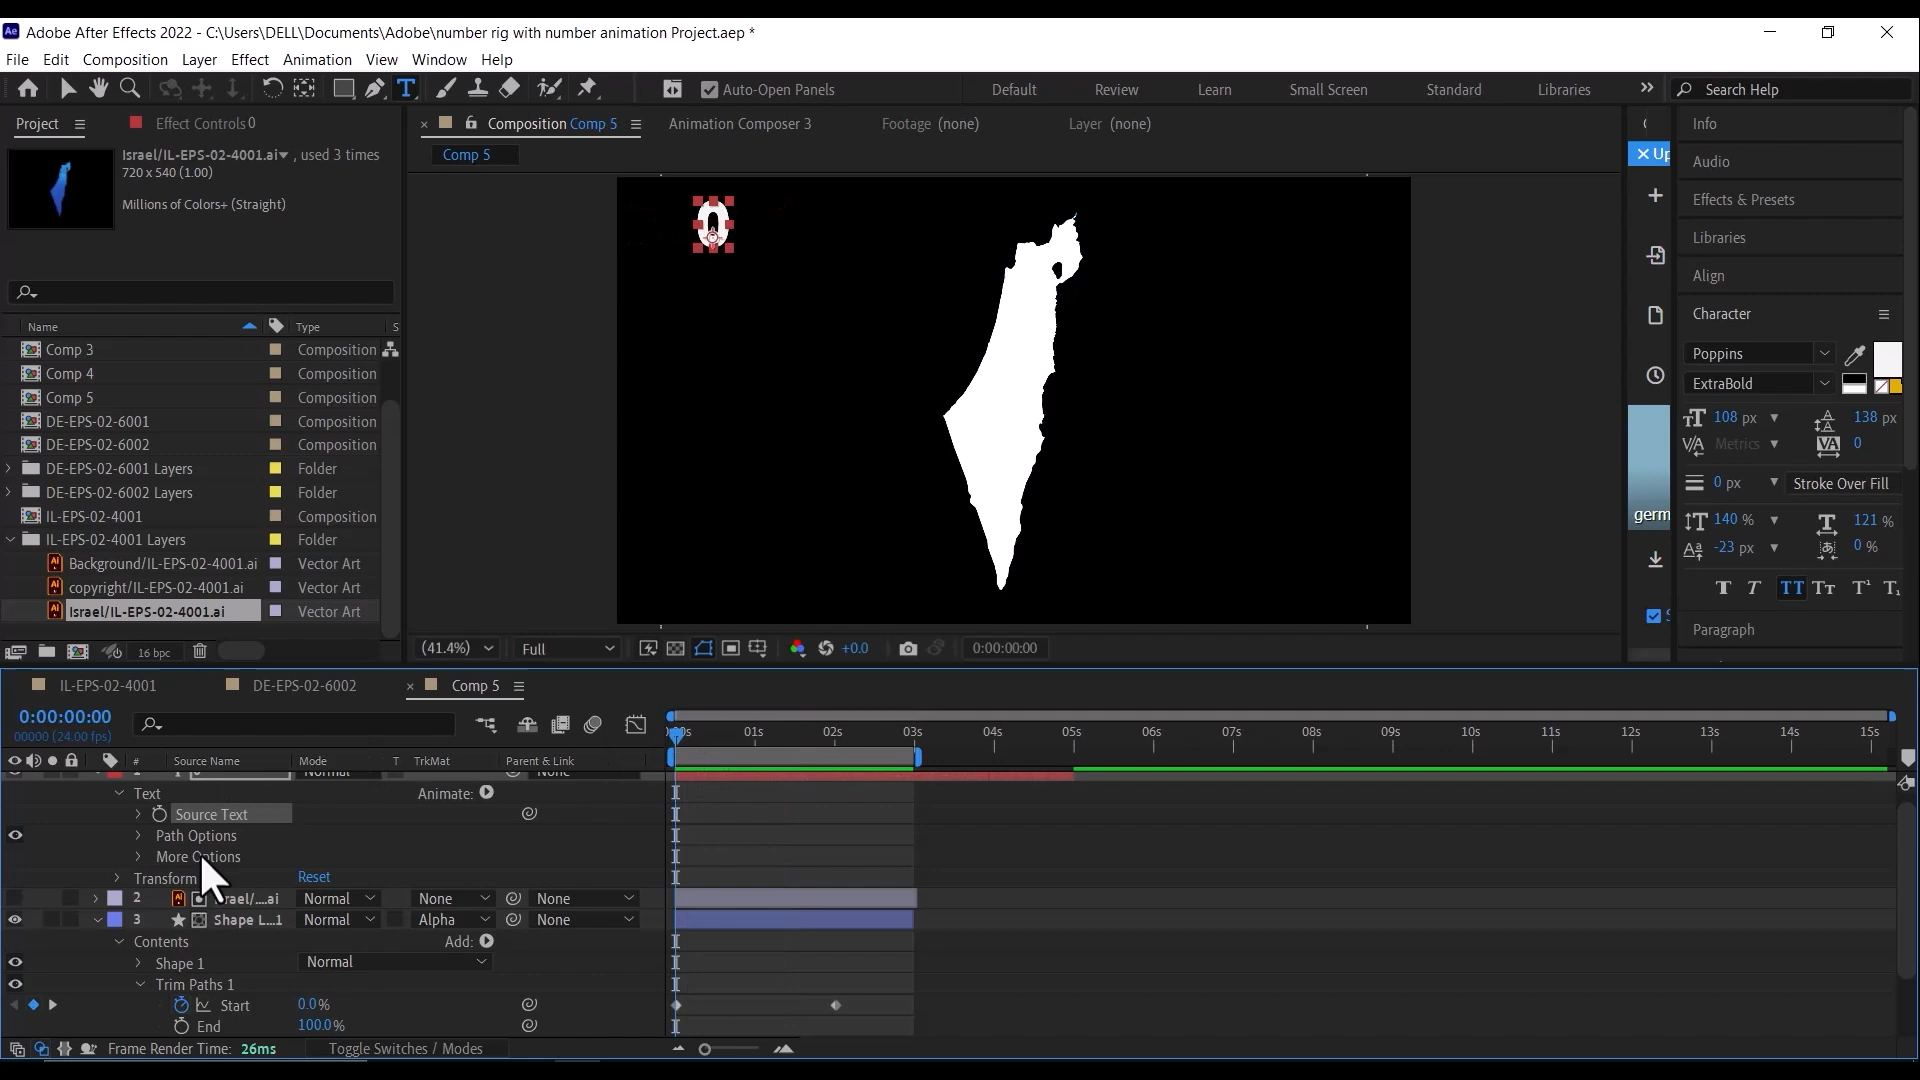 Ae Adobe After Effects 2022 - C:\Users\DELL\Documents\Adobe\number rig with number animation Project.aep *
File Edit Composition Layer Effect Animation View Window Help
Auto-Open Panels Default Review Learn Small Screen Standard Libraries Search Help
Project Effect Controls 0 Composition Comp 5 Animation Composer 3 Footage (none) Layer (none) Info
Israel/IL-EPS-02-4001.ai , used 3 times
720 x 540 (1.00)
Millions of Colors+ (Straight)
Comp 5
Up
Audio
Effects & Presets
Libraries
Align
Character
0
Name Type S
Comp 3 Composition
Comp 4 Composition
Comp 5 Composition
DE-EPS-02-6001 Composition
DE-EPS-02-6002 Composition
DE-EPS-02-6001 Layers Folder
DE-EPS-02-6002 Layers Folder
IL-EPS-02-4001 Composition
IL-EPS-02-4001 Layers Folder
Ai Background/IL-EPS-02-4001.ai Vector Art
Ai copyright/IL-EPS-02-4001.ai Vector Art
Ai Israel/IL-EPS-02-4001.ai Vector Art
16 bpc
(41.4%) Full +0.0 0:00:00:00
germ
Poppins
ExtraBold
108 px 138 px
Metrics 0
0 px Stroke Over Fill
140 % 121 %
-23 px 0 %
T T TT Tt T¹ T₁
Paragraph
IL-EPS-02-4001 DE-EPS-02-6002 Comp 5
0:00:00:00
00000 (24.00 fps)
01s 02s 03s 04s 05s 06s 07s 08s 09s 10s 11s 12s 13s 14s 15s
# Source Name Mode T TrkMat Parent & Link
Text Animate:
Source Text
Path Options
More Options
Transform Reset
2 Ai Normal None None
3 Shape L...1 Normal Alpha None
Contents Add:
Shape 1 Normal
Trim Paths 1
Start 0.0%
End 100.0%
Frame Render Time: 26ms Toggle Switches / Modes